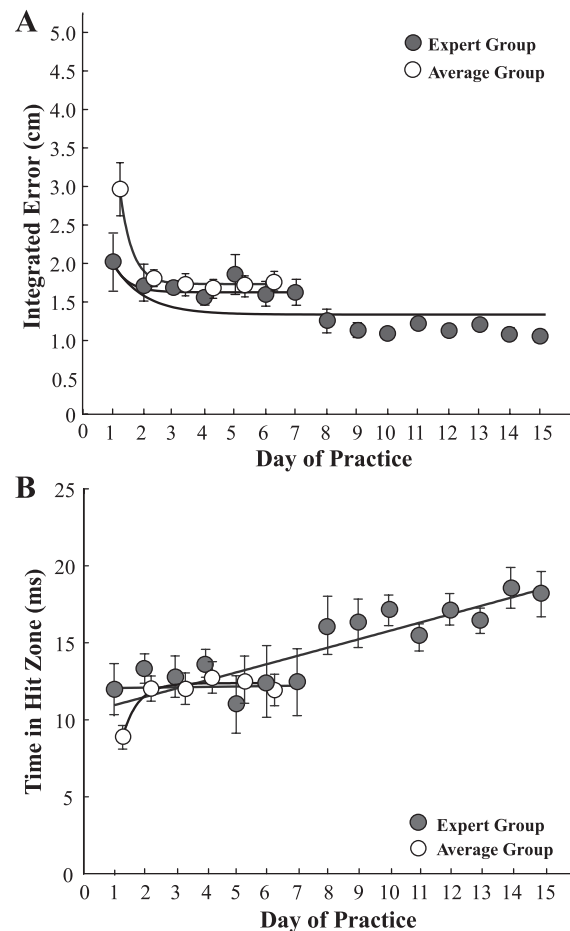 A
5.0
4.5
4.0
3.5
3.0
2.5
2.0
1.5
1.0
0.5
0
Integrated Error (cm)
Expert Group
Average Group
0 1 2 3 4 5 6 7 8 9 10 11 12 13 14 15
Day of Practice
B
25
20
15
10
5
0
Time in Hit Zone (ms)
Expert Group
Average Group
0 1 2 3 4 5 6 7 8 9 10 11 12 13 14 15
Day of Practice